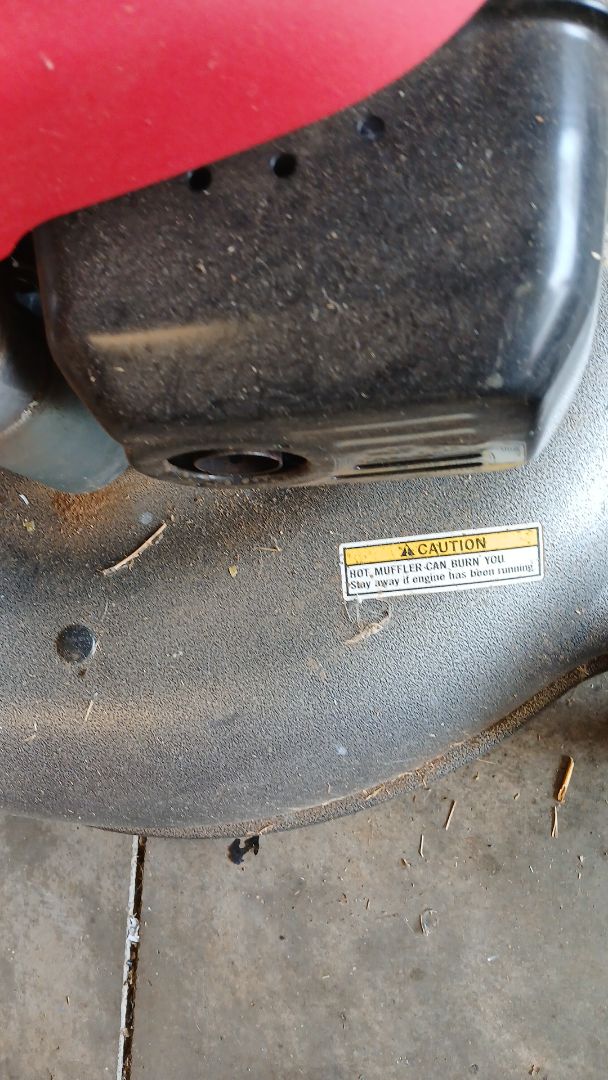 CAUTION
HOT MUFFLER CAN BURN YOU.
Stay away if engine has been running